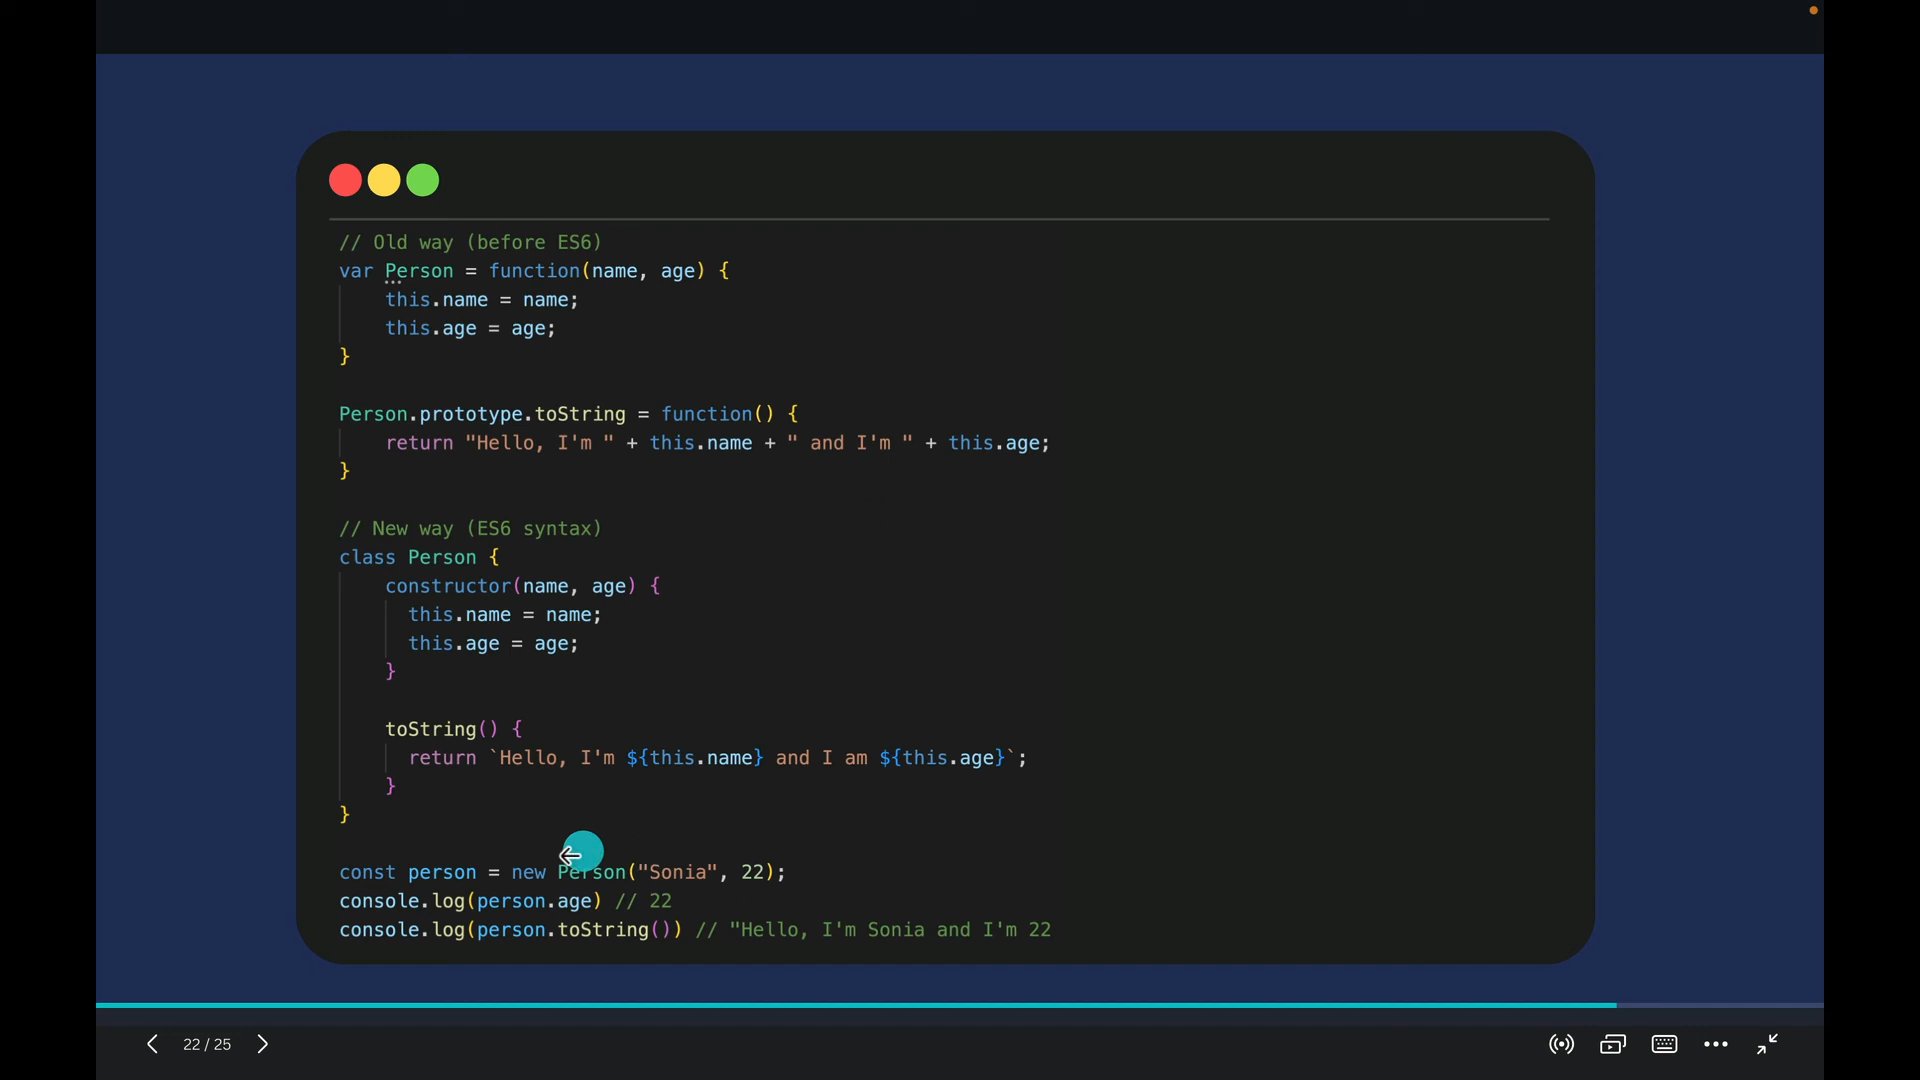 // Old way (before ES6)
var Person = function(name, age) {
    this.name = name;
    this.age = age;
}
Person.prototype.toString = function() {
    return "Hello, I'm " + this.name + " and I'm " + this.age;
}
// New way (ES6 syntax)
class Person {
    constructor(name, age) {
      this.name = name;
      this.age = age;
    }
    toString() {
      return `Hello, I'm ${this.name} and I am ${this.age}`;
    }
}
const person = new Person("Sonia", 22);
console.log(person.age) // 22
console.log(person.toString()) // "Hello, I'm Sonia and I'm 22
22 / 25